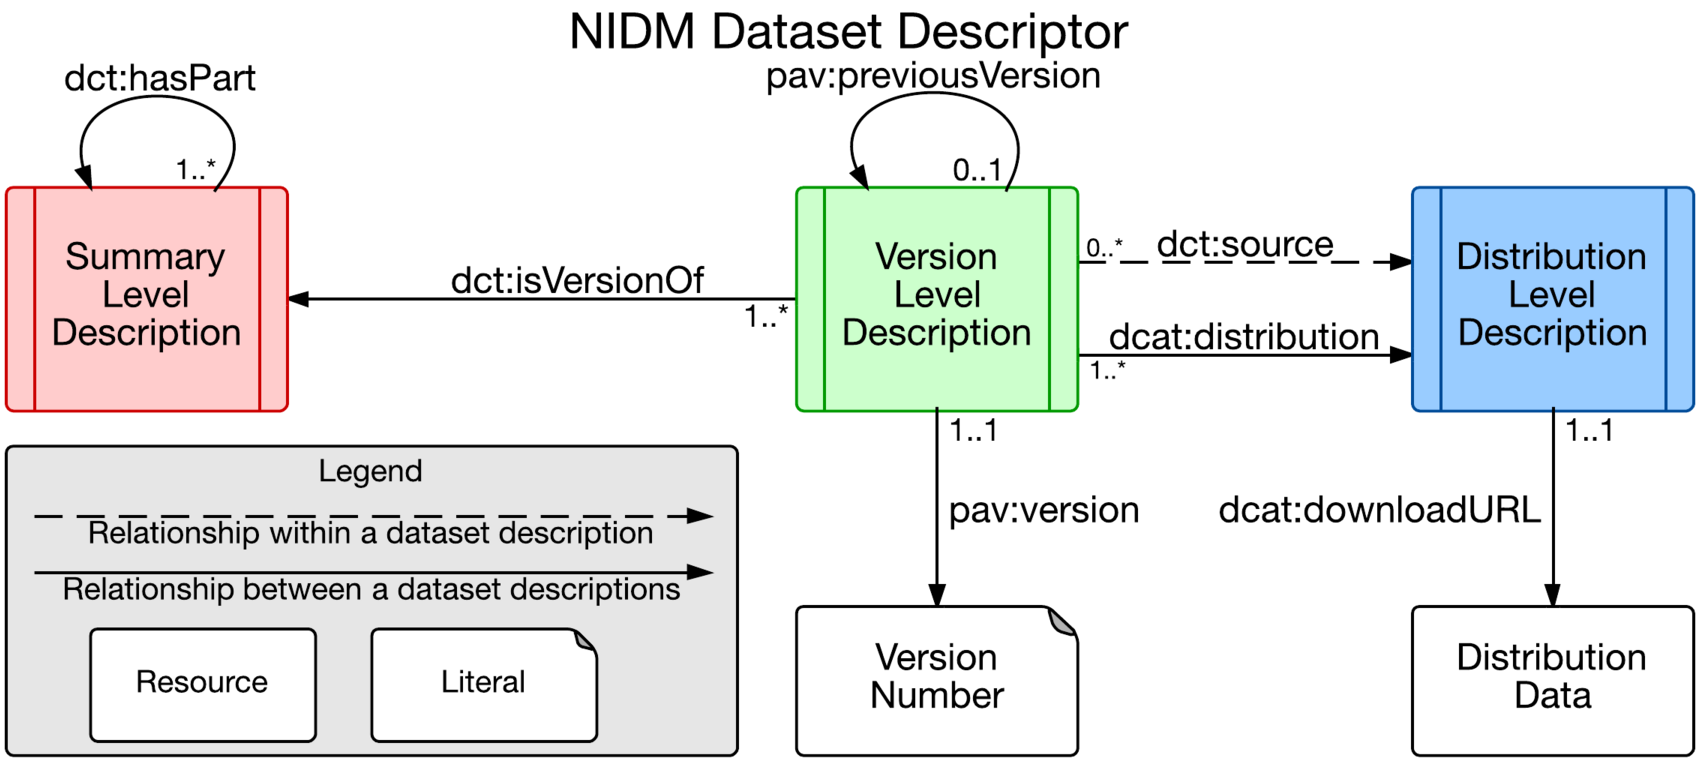 NIDM Dataset Descriptor
dct:hasPart
pav:previousVersion
1..*
0..1
Summary
Level
Description
dct:isVersionOf
1..*
Version
Level
Description
0..*
dct:source
dcat:distribution
1..*
Distribution
Level
Description
1..1
1..1
pav:version
dcat:downloadURL
Legend
Relationship within a dataset description
Relationship between a dataset descriptions
Resource
Literal
Version
Number
Distribution
Data